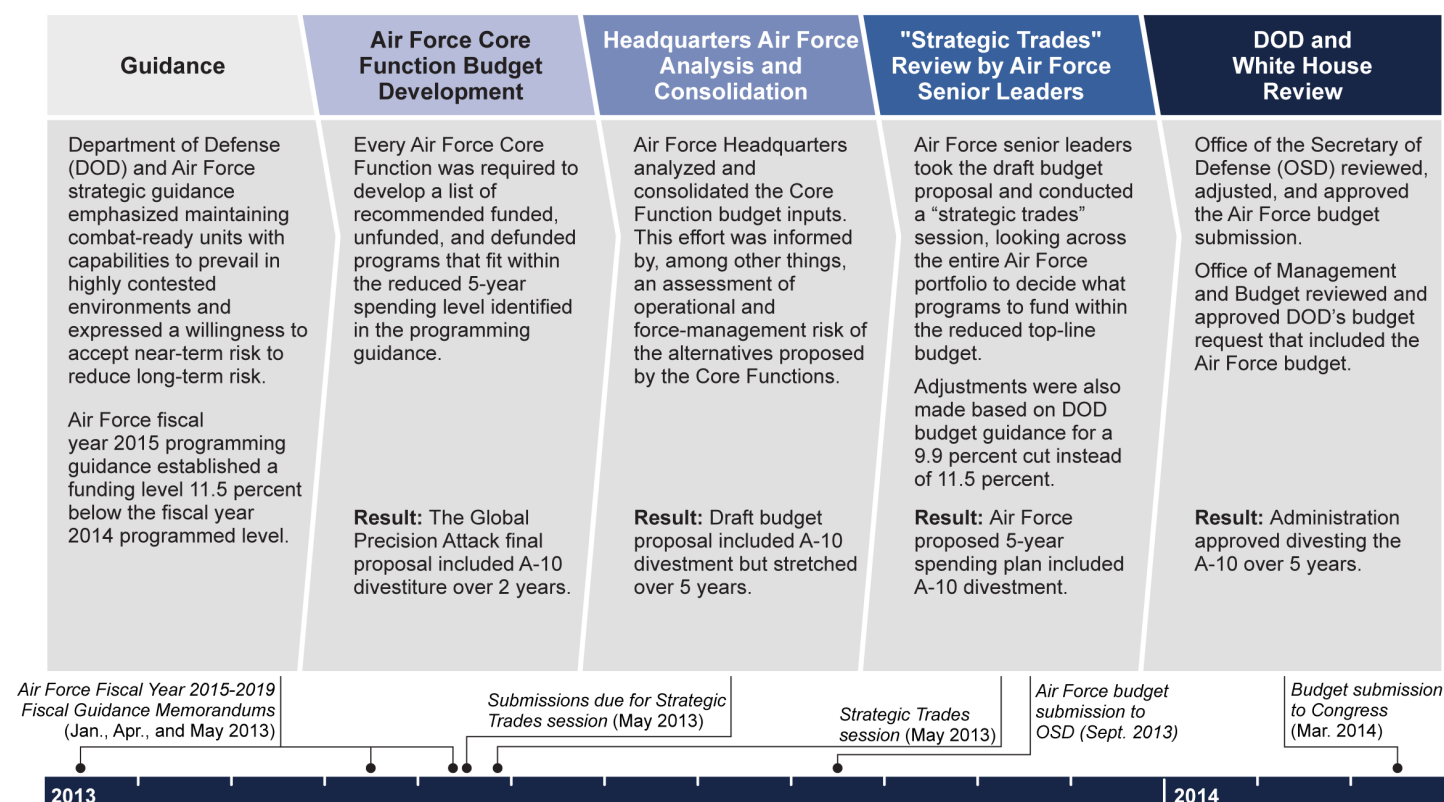 Guidance
Department of Defense
(DOD) and Air Force
strategic guidance
emphasized maintaining
combat-ready units with
capabilities to prevail in
highly contested
environments and
expressed a willingness to
accept near-term risk to
reduce long-term risk.
Air Force fiscal
year 2015 programming
guidance established a
funding level 11.5 percent
below the fiscal year
2014 programmed level.
Air Force Core
Function Budget
Development
Every Air Force Core
Function was required to
develop a list of
recommended funded,
unfunded, and defunded
programs that fit within
the reduced 5-year
spending level identified
in the programming
guidance.
Result: The Global
Precision Attack final
proposal included A-10
divestiture over 2 years.
Headquarters Air Force
Analysis and
Consolidation
Air Force Headquarters
analyzed and
consolidated the Core
Function budget inputs.
This effort was informed
by, among other things,
an assessment of
operational and
force-management risk of
the alternatives proposed
by the Core Functions.
Result: Draft budget
proposal included A-10
divestment but stretched
over 5 years.
"Strategic Trades"
Review by Air Force
Senior Leaders
Air Force senior leaders
took the draft budget
proposal and conducted
a “strategic trades”
session, looking across
the entire Air Force
portfolio to decide what
programs to fund within
the reduced top-line
budget.
Adjustments were also
made based on DOD
budget guidance for a
9.9 percent cut instead
of 11.5 percent.
Result: Air Force
proposed 5-year
spending plan included
A-10 divestment.
DOD and
White House
Review
Office of the Secretary of
Defense (OSD) reviewed,
adjusted, and approved
the Air Force budget
submission.
Office of Management
and Budget reviewed and
approved DOD’s budget
request that included the
Air Force budget.
Result: Administration
approved divesting the
A-10 over 5 years.
Air Force Fiscal Year 2015-2019
Fiscal Guidance Memorandums
(Jan., Apr., and May 2013)
Submissions due for Strategic
Trades session (May 2013)
Strategic Trades
session (May 2013)
Air Force budget
submission to
OSD (Sept. 2013)
Budget submission
to Congress
(Mar. 2014)
2013
2014